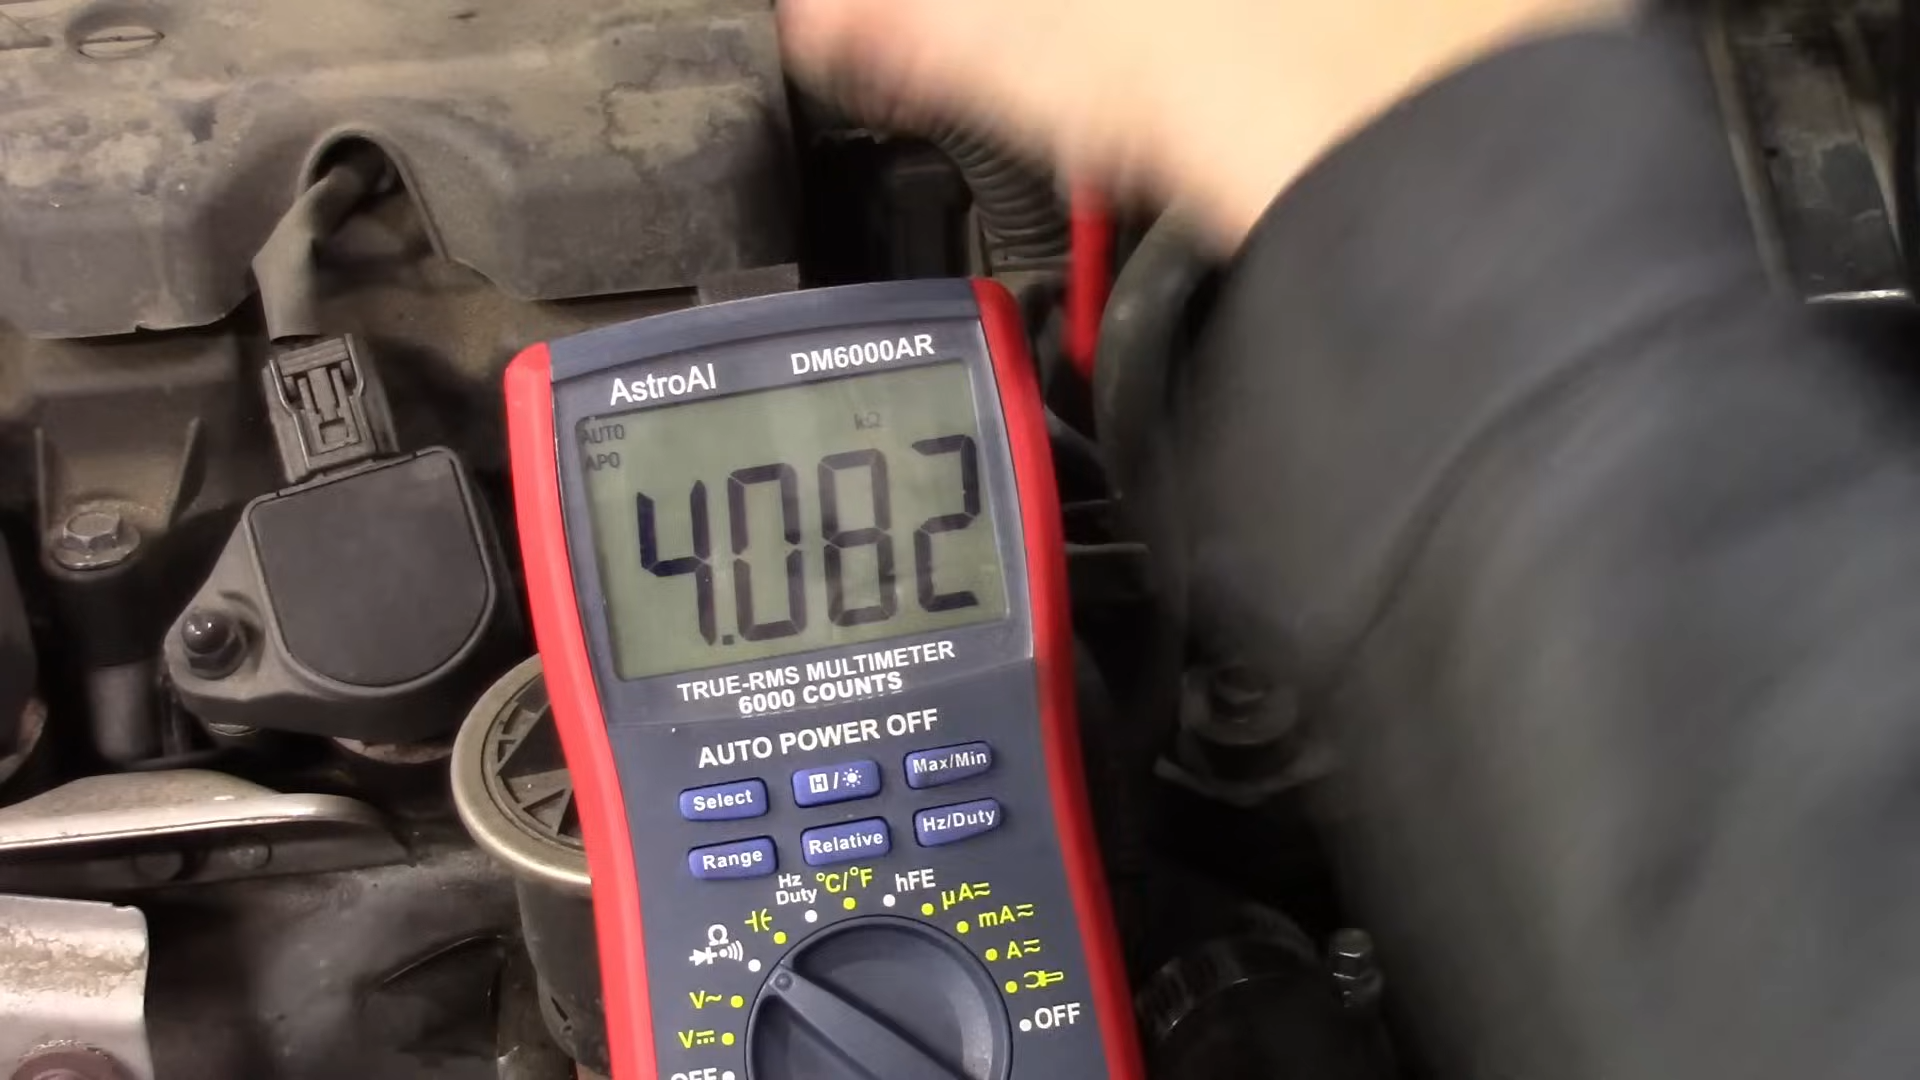 AstroAI DM6000AR
AUTO kΩ
APO
4.082
TRUE-RMS MULTIMETER
6000 COUNTS
AUTO POWER OFF
Select H/☀ Max/Min
Range Relative Hz/Duty
Hz
Duty °C/°F hFE
µA≂
mA≂
Ω
A≂
V~
V⎓
OFF
OFF